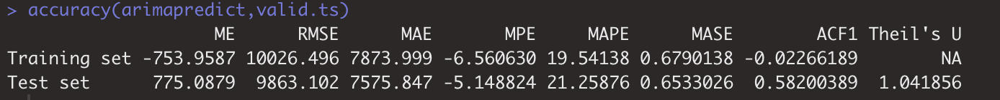 > accuracy(arimapredict,valid.ts)
ME RMSE MAE MPE MAPE MASE ACF1 Theil's U
Training set -753.9587 10026.496 7873.999 -6.560630 19.54138 0.6790138 -0.02266189 NA
Test set 775.0879 9863.102 7575.847 -5.148824 21.25876 0.6533026 0.58200389 1.041856